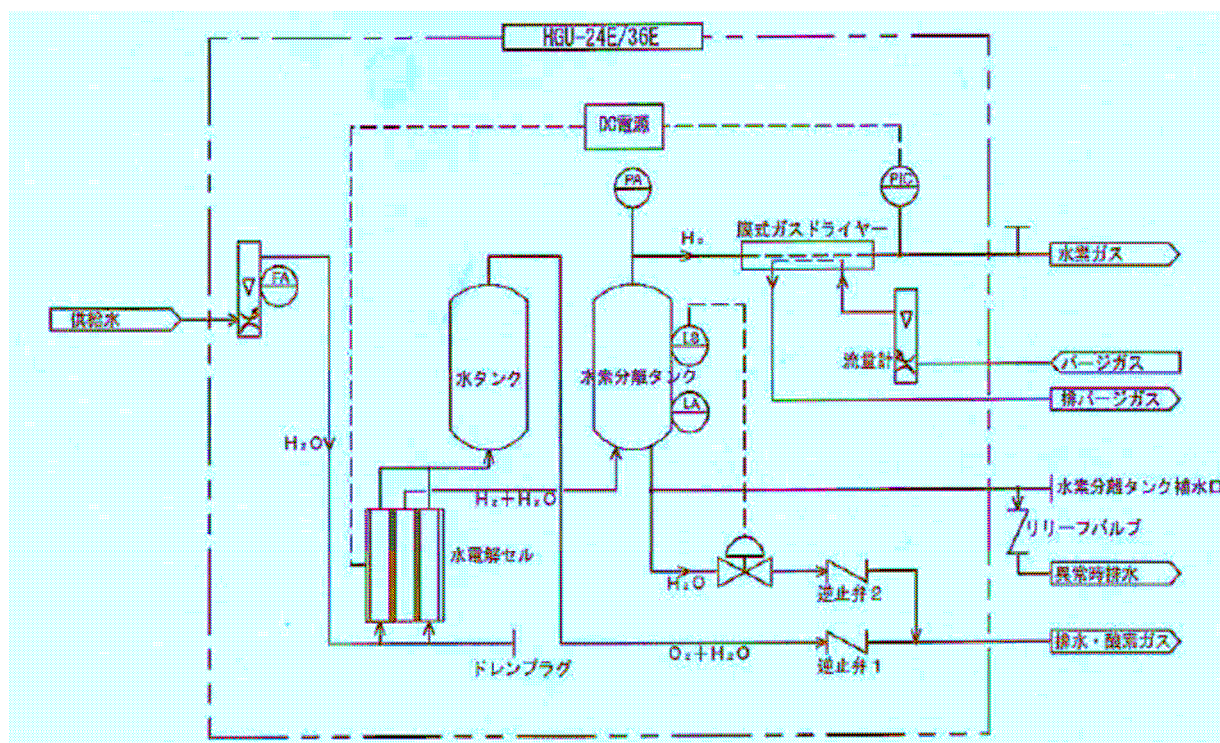 HGU-24E/36E
DC電源
PA
PIC
膜式ガスドライヤー
H₂
水素ガス
FA
供給水
LS
流量計
パージガス
水タンク
水素分離タンク
LA
排パージガス
H₂O
H₂+H₂O
水素分離タンク補水口
リリーフバルブ
水電解セル
H₂O
異常時排水
逆止弁2
O₂+H₂O
排水・酸素ガス
ドレンプラグ
逆止弁1